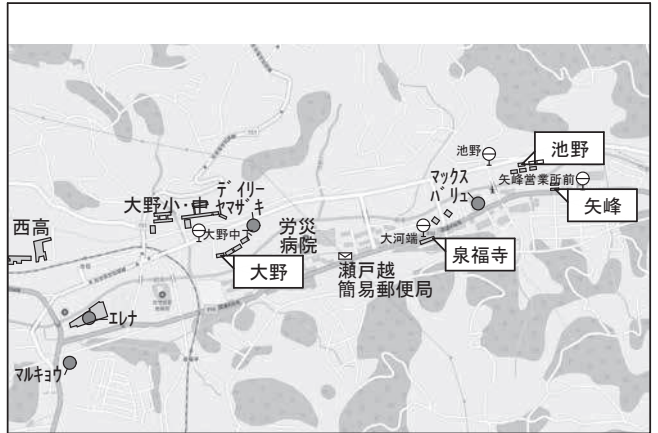 池野
池野
矢峰営業所前
矢峰
マックス
バリュ
大河端
泉福寺
デイリー
ヤマザキ
大野小・中
大野中下
労災
病院
西高
大野
瀬戸越
簡易郵便局
エレナ
マルキョウ